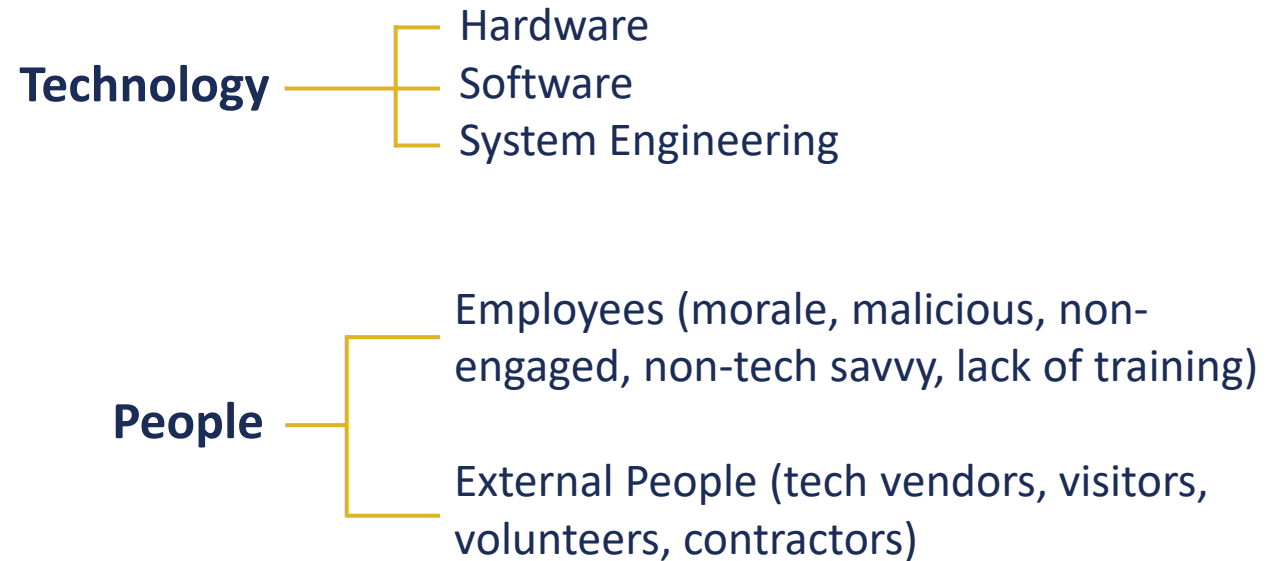 Technology
Hardware
Software
System Engineering
People
Employees (morale, malicious, non-
engaged, non-tech savvy, lack of training)
External People (tech vendors, visitors,
volunteers, contractors)